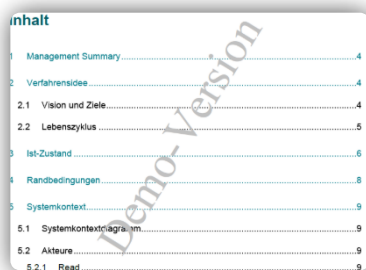 Inhalt
1 Management Summary 4
2 Verfahrensidee 4
2.1 Vision und Ziele 4
2.2 Lebenszyklus 5
3 Ist-Zustand 6
4 Randbedingungen 8
5 Systemkontext 9
5.1 Systemkontextdiagramm 9
5.2 Akteure 9
5.2.1 Read 9
Demo-Version